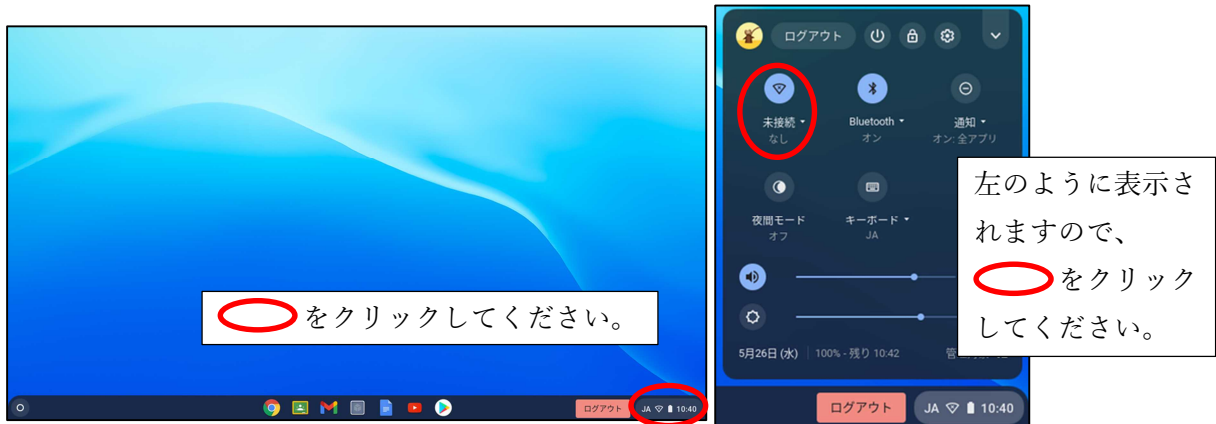 をクリックしてください。
ログアウト
JA
10:40
ログアウト
未接続
なし
Bluetooth
オン
通知
オン: 全アプリ
夜間モード
オフ
キーボード
JA
左のように表示さ
れますので、
をクリック
してください。
5月26日 (水)
100% - 残り 10:42
ログアウト
JA
10:40